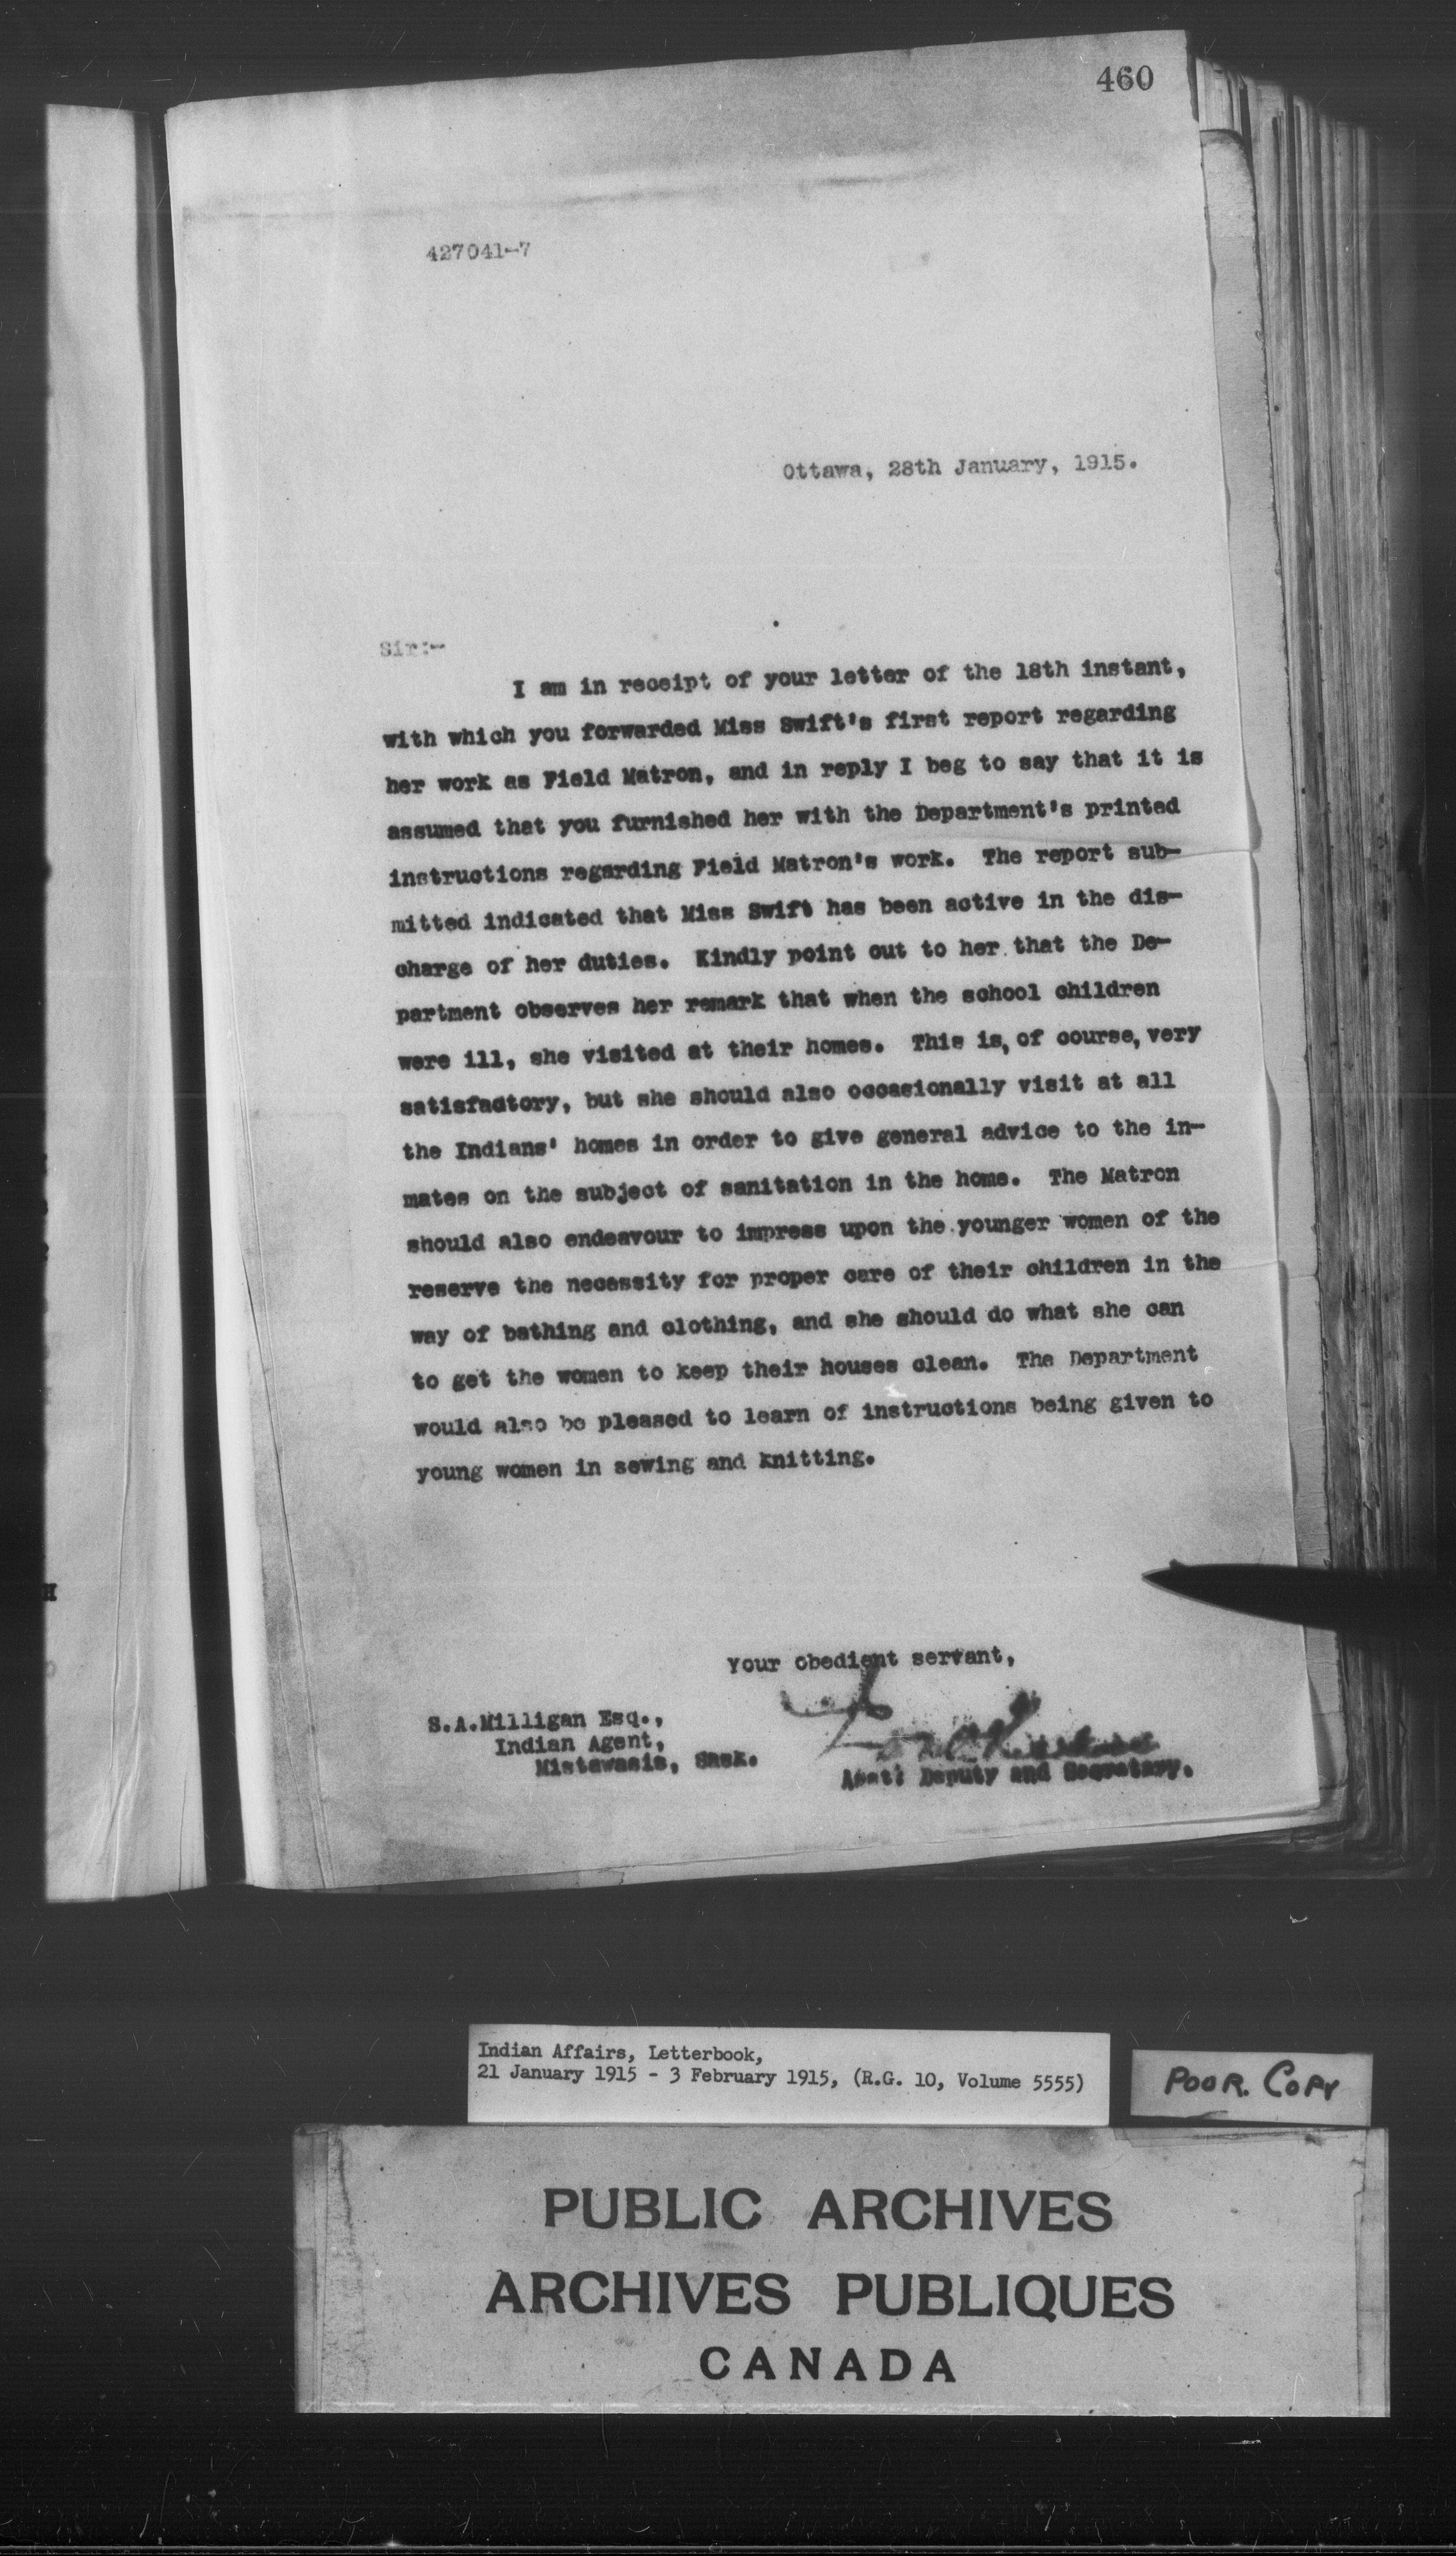 460
427041-7
Ottawa, 28th January, 1915.
Sir:-
I am in receipt of your letter of the 18th instant,
with which you forwarded Miss Swift's first report regarding
her work as Field Matron, and in reply I beg to say that it is
assumed that you furnished her with the Department's printed
instructions regarding Field Matron's work. The report sub-
mitted indicated that Miss Swift has been active in the dis-
charge of her duties. Kindly point out to her that the De-
partment observes her remark that when the school children
were ill, she visited at their homes. This is, of course, very
satisfactory, but she should also occasionally visit at all
the Indians' homes in order to give general advice to the in-
mates on the subject of sanitation in the home. The Matron
should also endeavour to impress upon the younger women of the
reserve the necessity for proper care of their children in the
way of bathing and clothing, and she should do what she can
to get the women to keep their houses clean. The Department
would also be pleased to learn of instructions being given to
young women in sewing and knitting.
Your obedient servant,
S.A.Milligan Esq.,
Indian Agent,
Mistawasis, Sask.
Asst. Deputy and Secretary.
Indian Affairs, Letterbook,
21 January 1915 - 3 February 1915, (R.G. 10, Volume 5555)
POOR. COPY
PUBLIC ARCHIVES
ARCHIVES PUBLIQUES
CANADA